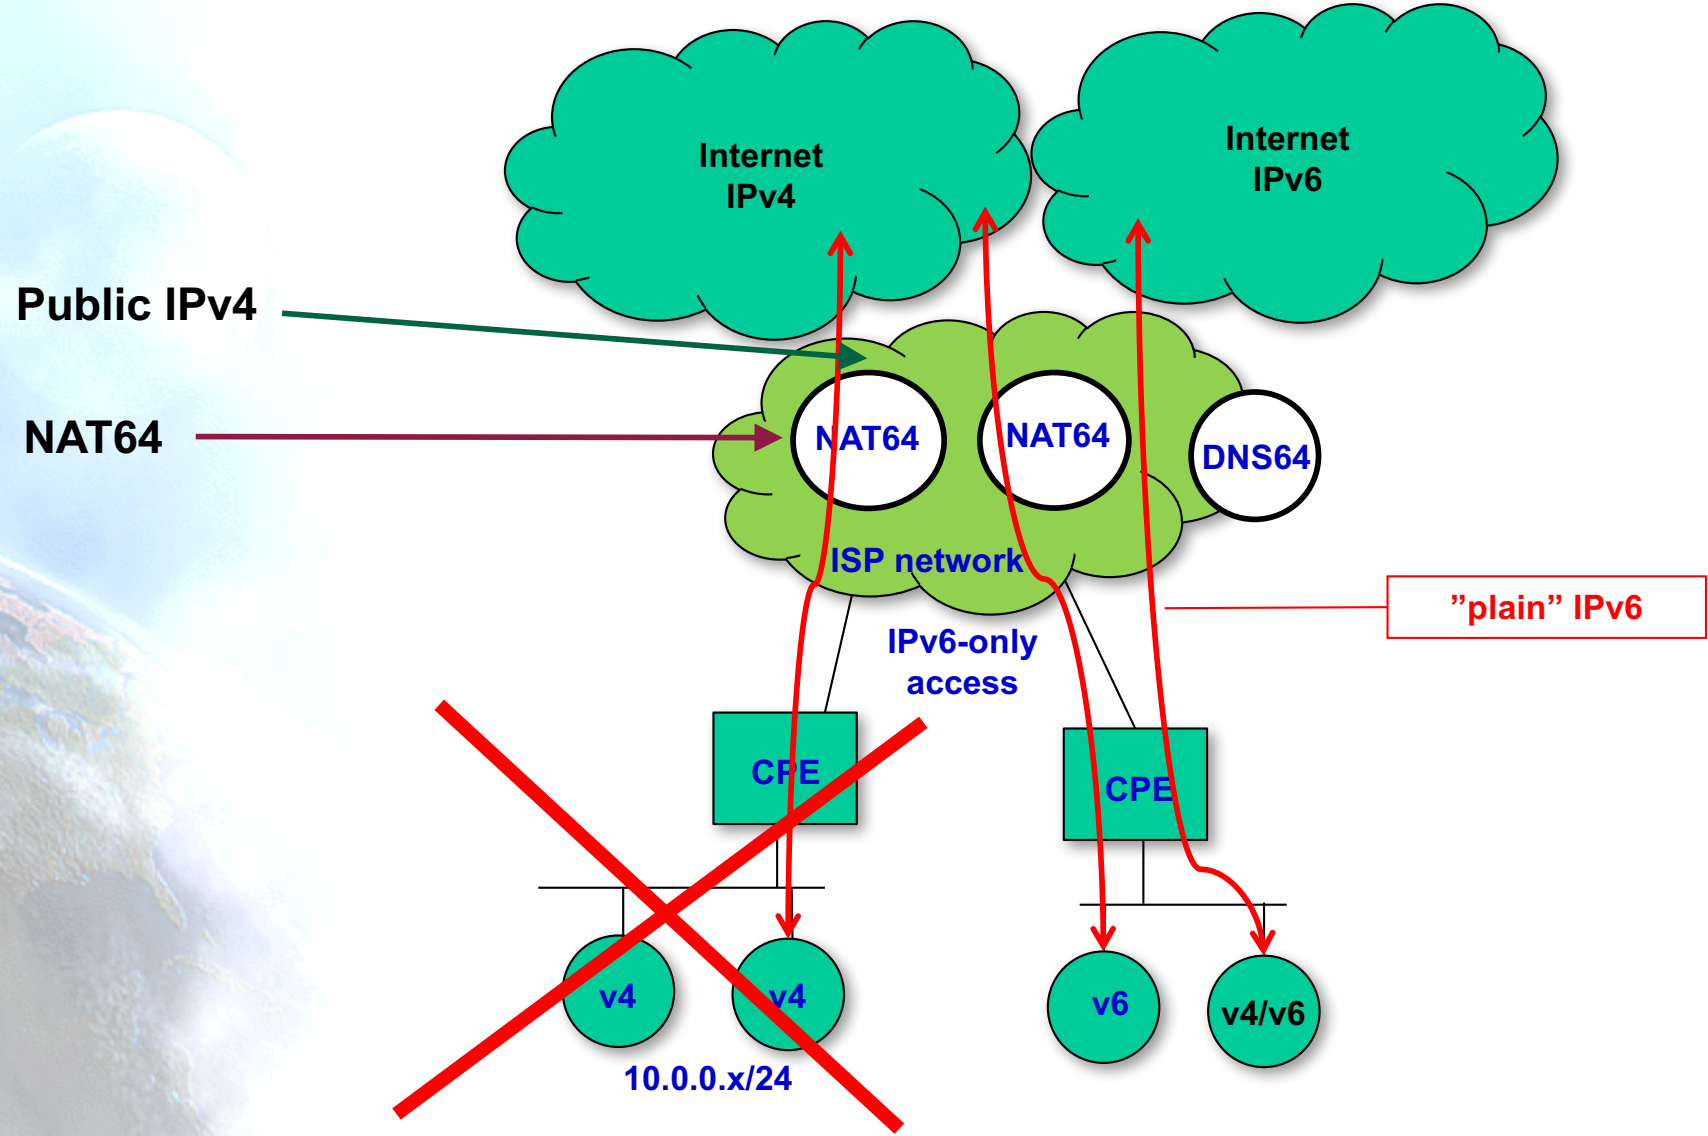 Internet
IPv4
Internet
IPv6
Public IPv4
NAT64
NAT64
NAT64
DNS64
ISP network
”plain” IPv6
IPv6-only
access
CPE
CPE
v4
v4
v6
v4/v6
10.0.0.x/24